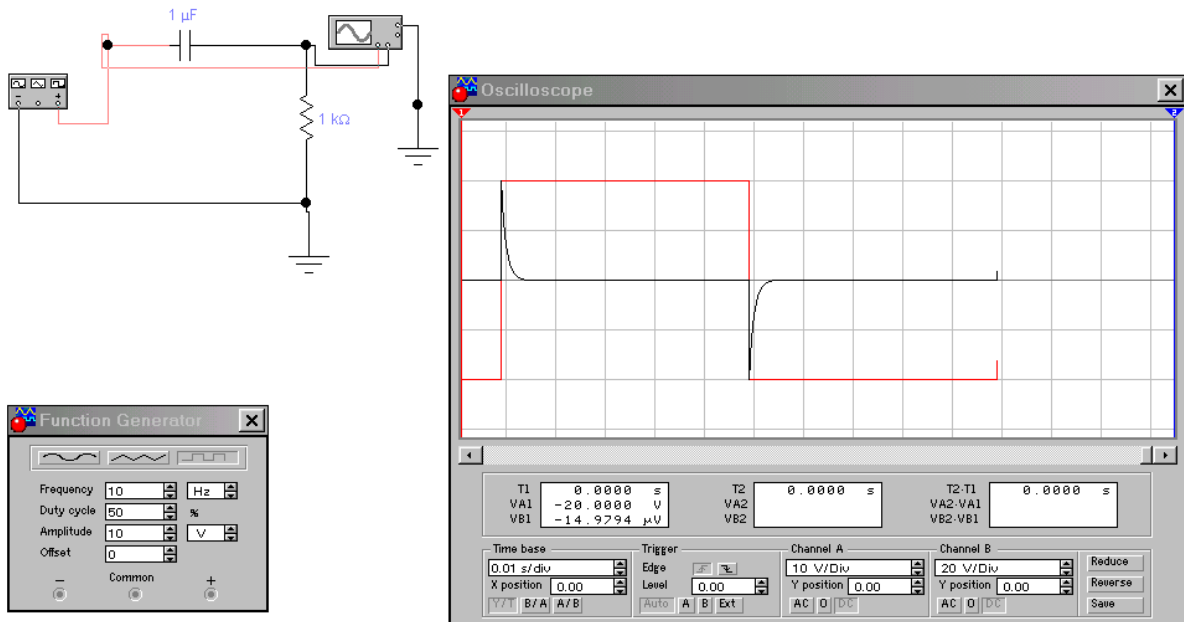 1 µF
1 kΩ
− +
Oscilloscope
1 2
Function Generator
Frequency 10 Hz
Duty cycle 50 %
Amplitude 10 V
Offset 0
− Common +
T1 0.0000 s
VA1 -20.0000 V
VB1 -14.9794 µV
T2 0.0000 s
VA2
VB2
T2-T1 0.0000 s
VA2-VA1
VB2-VB1
Time base
0.01 s/div
X position 0.00
Y/T B/A A/B
Trigger
Edge
Level 0.00
Auto A B Ext
Channel A
10 V/Div
Y position 0.00
AC 0 DC
Channel B
20 V/Div
Y position 0.00
AC 0 DC
Reduce
Reverse
Save